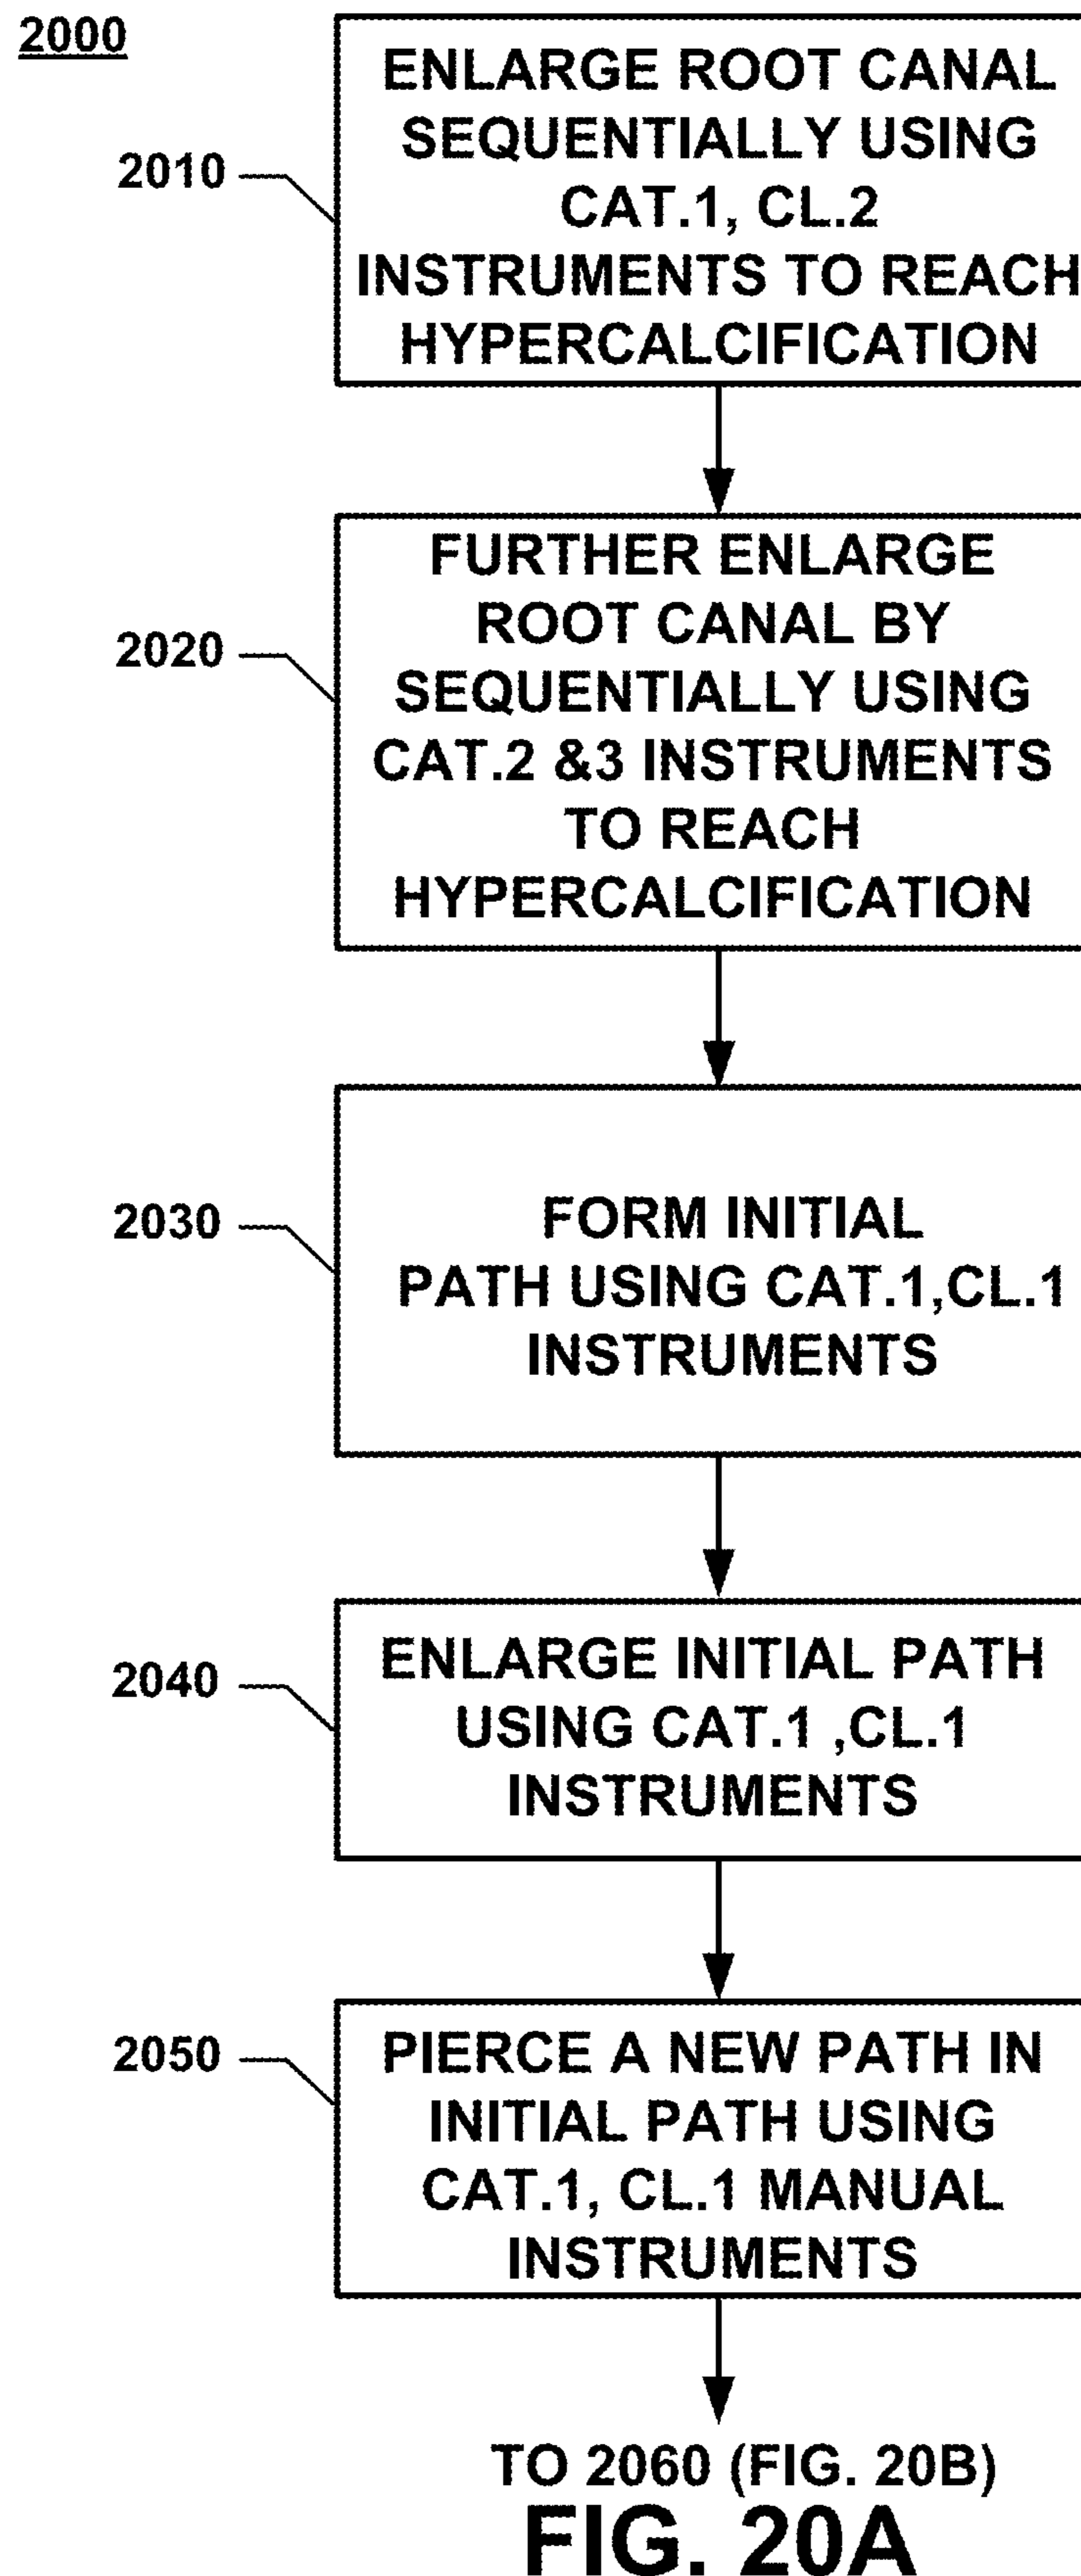 2000
2010
ENLARGE ROOT CANAL
SEQUENTIALLY USING
CAT.1, CL.2
INSTRUMENTS TO REACH
HYPERCALCIFICATION
2020
FURTHER ENLARGE
ROOT CANAL BY
SEQUENTIALLY USING
CAT.2 &3 INSTRUMENTS
TO REACH
HYPERCALCIFICATION
2030
FORM INITIAL
PATH USING CAT.1,CL.1
INSTRUMENTS
2040
ENLARGE INITIAL PATH
USING CAT.1 ,CL.1
INSTRUMENTS
2050
PIERCE A NEW PATH IN
INITIAL PATH USING
CAT.1, CL.1 MANUAL
INSTRUMENTS
TO 2060 (FIG. 20B)
FIG. 20A